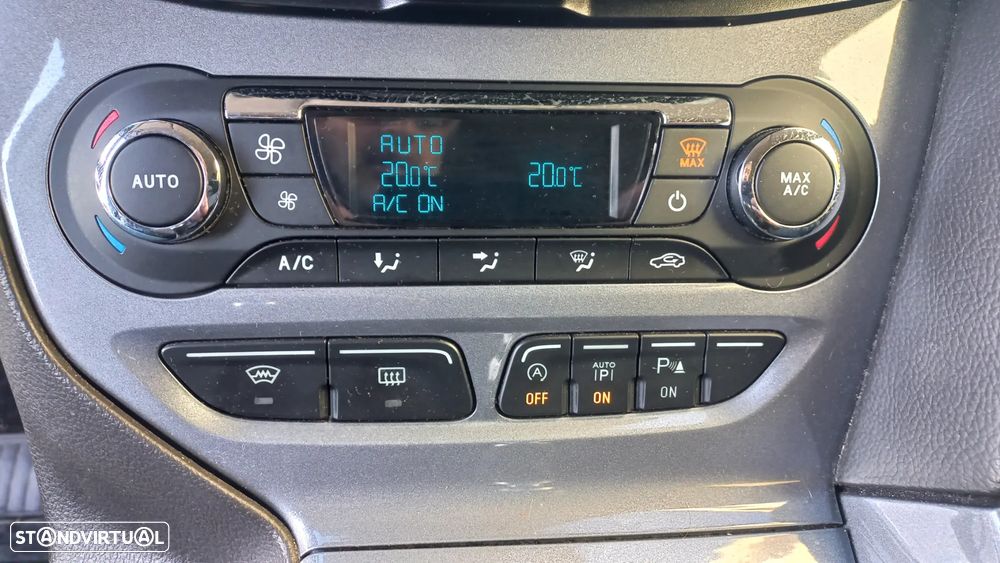 AUTO
AUTO
20.0°C 20.0°C
A/C ON
MAX
MAX
A/C
A/C
A
OFF
AUTO
P
ON
P
ON
STANDVIRTUAL